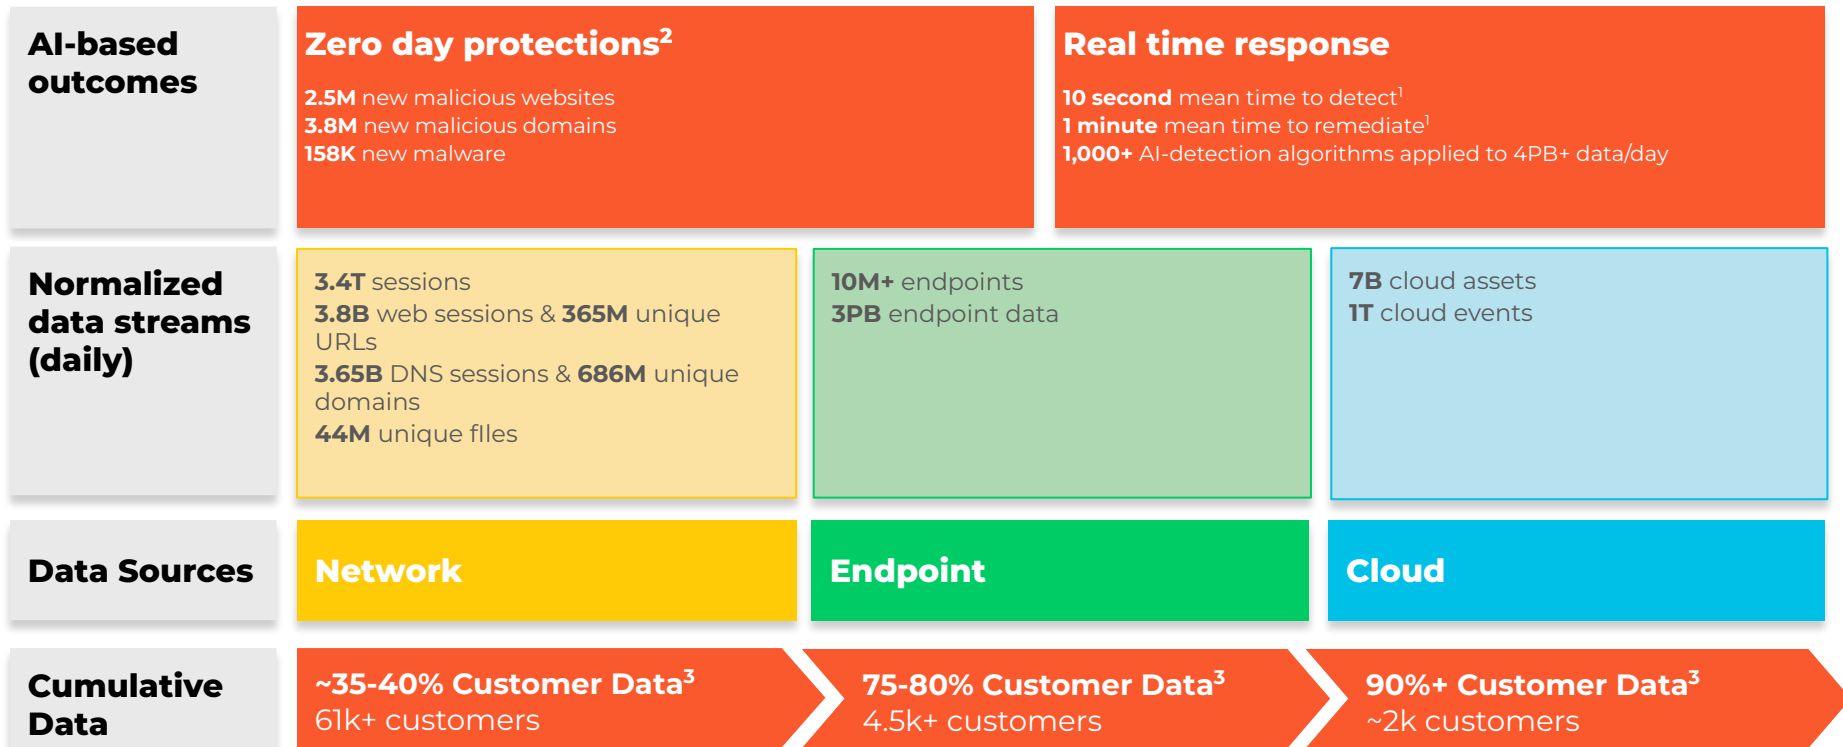 AI-based
outcomes
Zero day protections²
2.5M new malicious websites
3.8M new malicious domains
158K new malware
Real time response
10 second mean time to detect¹
1 minute mean time to remediate¹
1,000+ AI-detection algorithms applied to 4PB+ data/day
Normalized
data streams
(daily)
3.4T sessions
3.8B web sessions & 365M unique
URLs
3.65B DNS sessions & 686M unique
domains
44M unique files
10M+ endpoints
3PB endpoint data
7B cloud assets
1T cloud events
Data Sources
Network
Endpoint
Cloud
Cumulative
Data
~35-40% Customer Data³
61k+ customers
75-80% Customer Data³
4.5k+ customers
90%+ Customer Data³
~2k customers